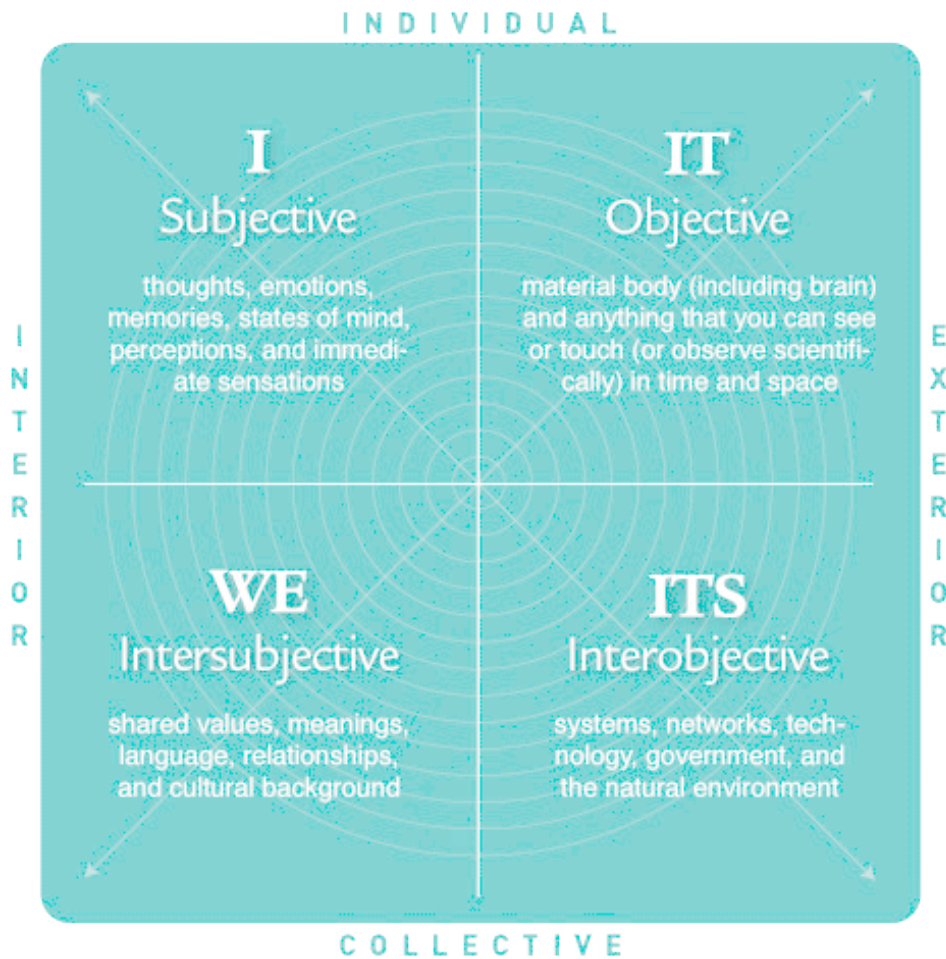 INDIVIDUAL
I
Subjective
thoughts, emotions,
memories, states of mind,
perceptions, and immedi-
ate sensations
IT
Objective
material body (including brain)
and anything that you can see
or touch (or observe scientifi-
cally) in time and space
INTERIOR
EXTERIOR
WE
Intersubjective
shared values, meanings,
language, relationships,
and cultural background
ITS
Interobjective
systems, networks, tech-
nology, government, and
the natural environment
COLLECTIVE